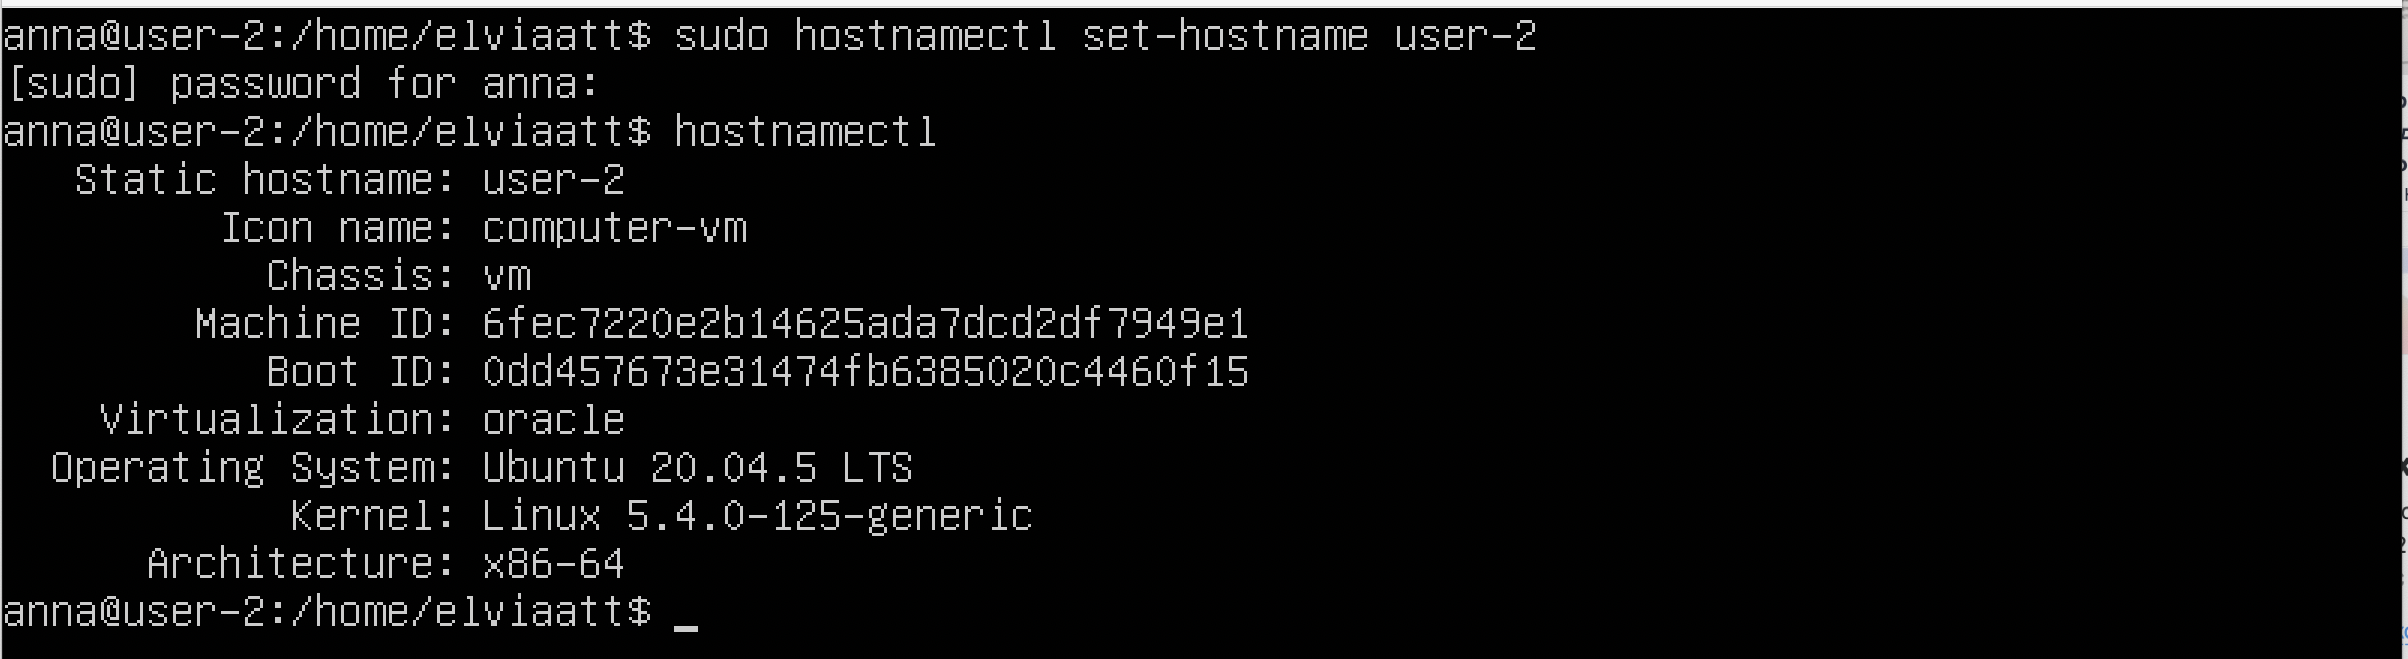 anna@user-2:/home/elviaatt$ sudo hostnamectl set-hostname user-2
[sudo] password for anna:
anna@user-2:/home/elviaatt$ hostnamectl
   Static hostname: user-2
         Icon name: computer-vm
           Chassis: vm
        Machine ID: 6fec7220e2b14625ada7dcd2df7949e1
           Boot ID: 0dd457673e31474fb6385020c4460f15
    Virtualization: oracle
  Operating System: Ubuntu 20.04.5 LTS
            Kernel: Linux 5.4.0-125-generic
      Architecture: x86-64
anna@user-2:/home/elviaatt$ _